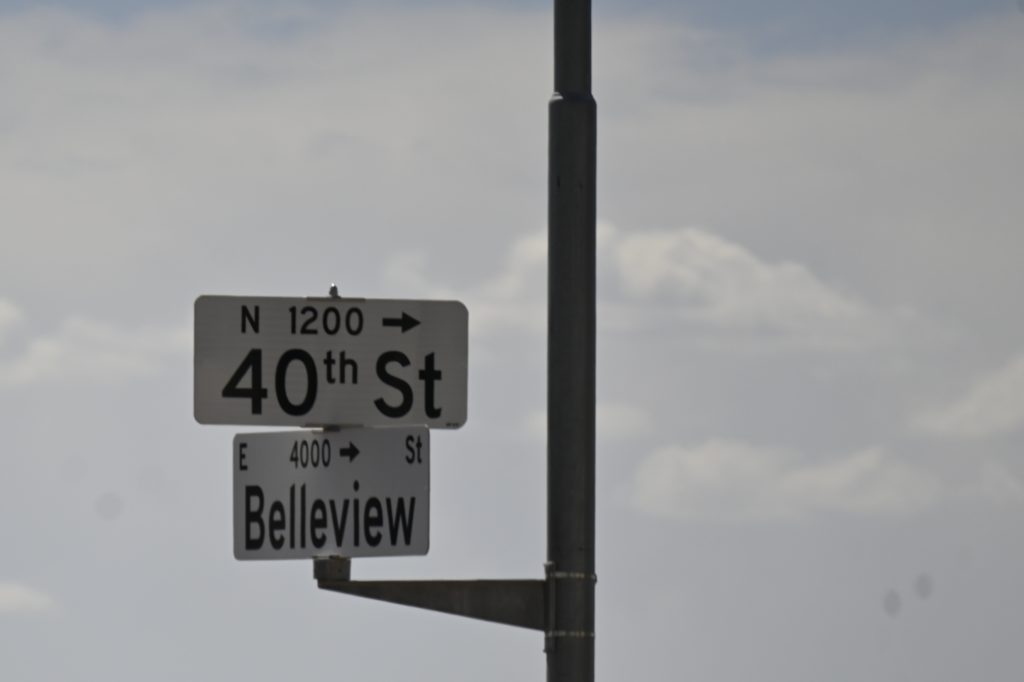 N 1200 →
40th St
E 4000 → St
Belleview